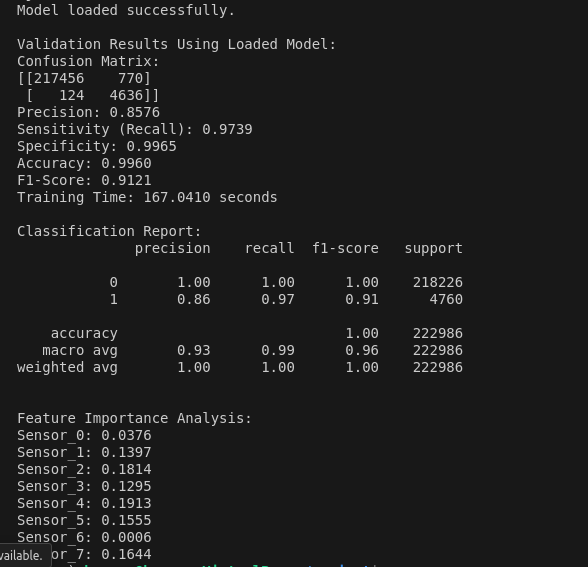 Model loaded successfully.
Validation Results Using Loaded Model:
Confusion Matrix:
[[217456    770]
 [   124   4636]]
Precision: 0.8576
Sensitivity (Recall): 0.9739
Specificity: 0.9965
Accuracy: 0.9960
F1-Score: 0.9121
Training Time: 167.0410 seconds
Classification Report:
              precision    recall  f1-score   support
           0       1.00      1.00      1.00    218226
           1       0.86      0.97      0.91      4760
    accuracy                           1.00    222986
   macro avg       0.93      0.99      0.96    222986
weighted avg       1.00      1.00      1.00    222986
Feature Importance Analysis:
Sensor_0: 0.0376
Sensor_1: 0.1397
Sensor_2: 0.1814
Sensor_3: 0.1295
Sensor_4: 0.1913
Sensor_5: 0.1555
Sensor_6: 0.0006
vailable.
or_7: 0.1644